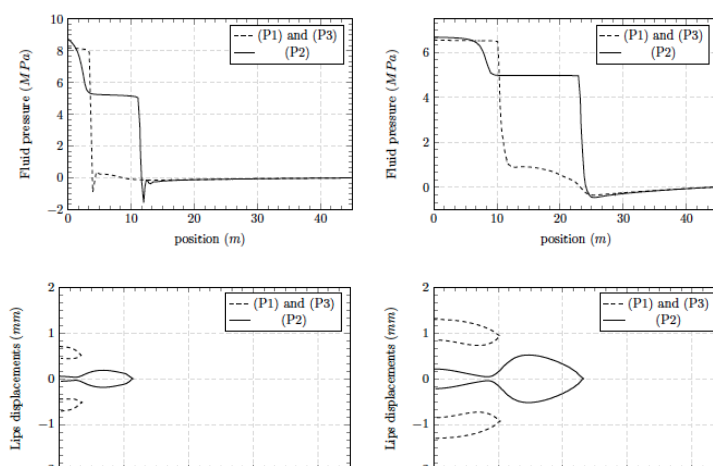 (P1) and (P3)
(P2)
Fluid pressure (MPa)
10
8
6
4
2
0
−2
0
10
20
30
40
position (m)
(P1) and (P3)
(P2)
Fluid pressure (MPa)
6
4
2
0
0
10
20
30
40
position (m)
(P1) and (P3)
(P2)
Lips displacements (mm)
2
1
0
−1
(P1) and (P3)
(P2)
Lips displacements (mm)
2
1
0
−1